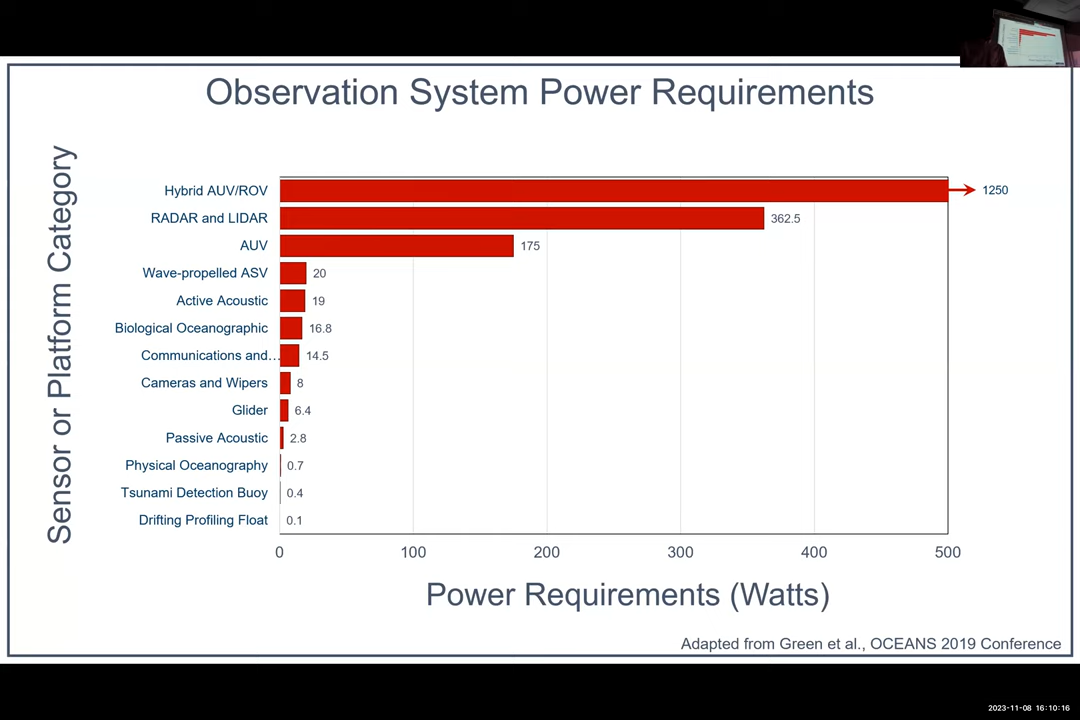 Observation System Power Requirements
Sensor or Platform Category
Hybrid AUV/ROV 1250
RADAR and LIDAR 362.5
AUV 175
Wave-propelled ASV 20
Active Acoustic 19
Biological Oceanographic 16.8
Communications and... 14.5
Cameras and Wipers 8
Glider 6.4
Passive Acoustic 2.8
Physical Oceanography 0.7
Tsunami Detection Buoy 0.4
Drifting Profiling Float 0.1
0 100 200 300 400 500
Power Requirements (Watts)
Adapted from Green et al., OCEANS 2019 Conference
2023-11-08 16:10:16